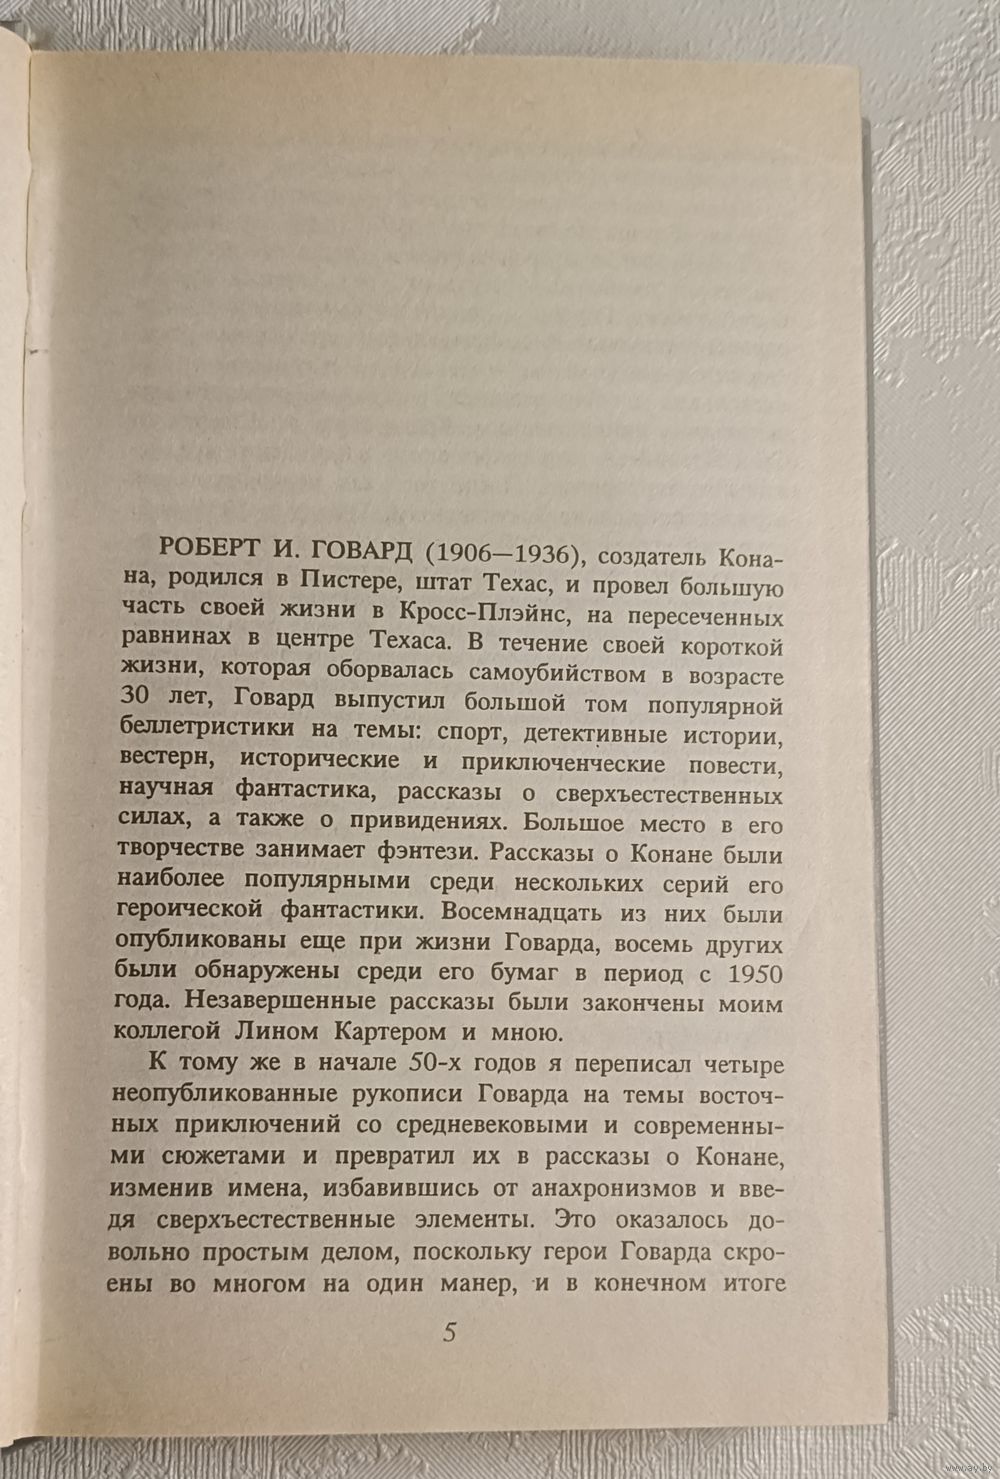 РОБЕРТ И. ГОВАРД (1906—1936), создатель Кона-
на, родился в Пистере, штат Техас, и провел большую
часть своей жизни в Кросс-Плэйнс, на пересеченных
равнинах в центре Техаса. В течение своей короткой
жизни, которая оборвалась самоубийством в возрасте
30 лет, Говард выпустил большой том популярной
беллетристики на темы: спорт, детективные истории,
вестерн, исторические и приключенческие повести,
научная фантастика, рассказы о сверхъестественных
силах, а также о привидениях. Большое место в его
творчестве занимает фэнтези. Рассказы о Конане были
наиболее популярными среди нескольких серий его
героической фантастики. Восемнадцать из них были
опубликованы еще при жизни Говарда, восемь других
были обнаружены среди его бумаг в период с 1950
года. Незавершенные рассказы были закончены моим
коллегой Лином Картером и мною.
К тому же в начале 50-х годов я переписал четыре
неопубликованные рукописи Говарда на темы восточ-
ных приключений со средневековыми и современны-
ми сюжетами и превратил их в рассказы о Конане,
изменив имена, избавившись от анахронизмов и вве-
дя сверхъестественные элементы. Это оказалось до-
вольно простым делом, поскольку герои Говарда скро-
ены во многом на один манер, и в конечном итоге
5
www.ay.by